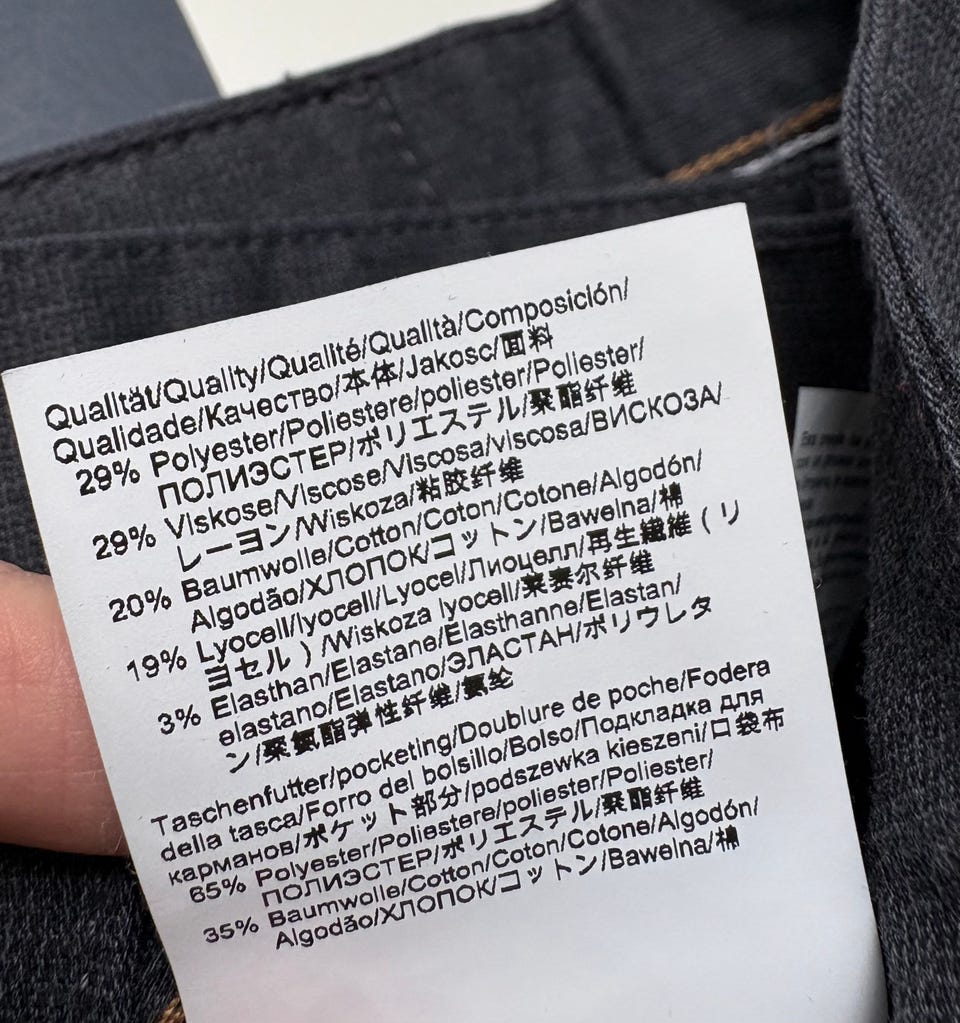 Qualität/Quality/Qualité/Qualità/Composición/
Qualidade/Качество/本体/Jakosc/面料
29% Polyester/Poliestere/poliester/Poliester/
ПОЛИЭСТЕР/ポリエステル/聚酯纤维
29% Viskose/Viscose/Viscosa/viscosa/ВИСКОЗА/
レーヨン/Wiskoza/粘胶纤维
20% Baumwolle/Cotton/Coton/Cotone/Algodón/
Algodão/ХЛОПОК/コットン/Bawelna/棉
19% Lyocell/lyocell/Lyocel/Лиоцелл/再生繊維(リ
ヨセル)/Wiskoza lyocell/莱赛尔纤维
3% Elasthan/Elastane/Elasthanne/Elastan/
elastano/Elastano/ЭЛАСТАН/ポリウレタ
ン/聚氨酯弹性纤维/氨纶
Taschenfutter/pocketing/Doublure de poche/Fodera
della tasca/Forro del bolsillo/Bolso/Подкладка для
карманов/ポケット部分/podszewka kieszeni/口袋布
65% Polyester/Poliestere/poliester/Poliester/
ПОЛИЭСТЕР/ポリエステル/聚酯纤维
35% Baumwolle/Cotton/Coton/Cotone/Algodón/
Algodão/ХЛОПОК/コットン/Bawelna/棉